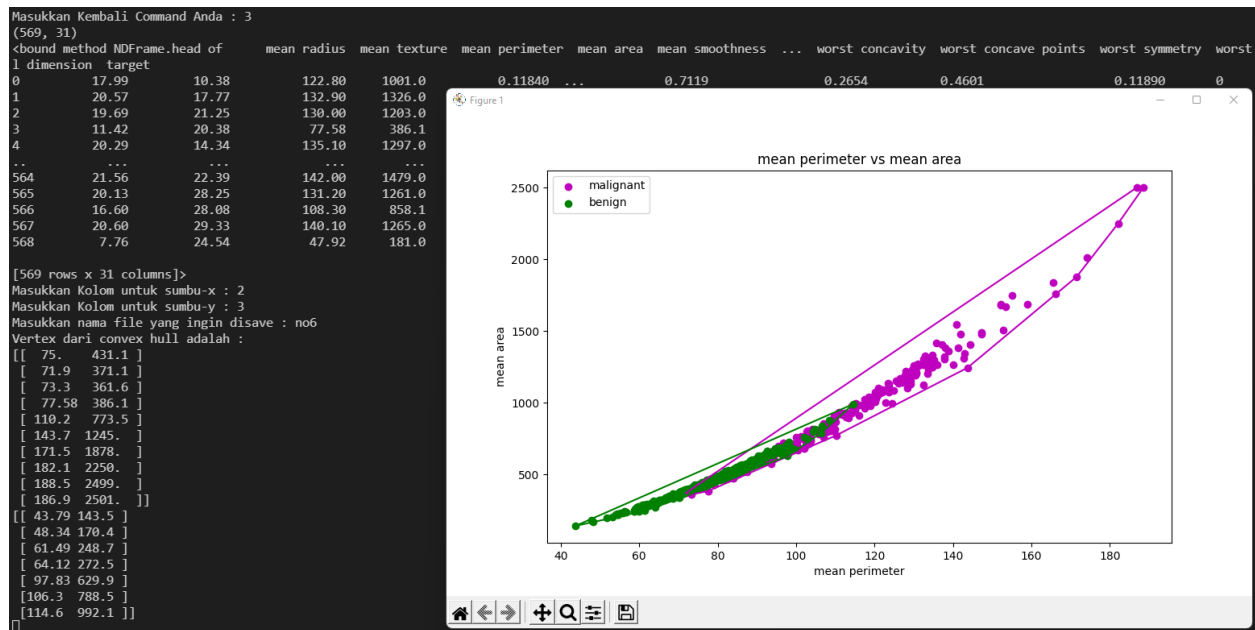 Masukkan Kembali Command Anda : 3
(569, 31)
<bound method NDFrame.head of      mean radius  mean texture  mean perimeter  mean area  mean smoothness  ...  worst concavity  worst concave points  worst symmetry  worst
l dimension  target
0          17.99         10.38          122.80     1001.0          0.11840  ...           0.7119                0.2654          0.4601          0.11890       0
1          20.57         17.77          132.90     1326.0
2          19.69         21.25          130.00     1203.0
3          11.42         20.38           77.58      386.1
4          20.29         14.34          135.10     1297.0
..           ...           ...             ...        ...
564        21.56         22.39          142.00     1479.0
565        20.13         28.25          131.20     1261.0
566        16.60         28.08          108.30      858.1
567        20.60         29.33          140.10     1265.0
568         7.76         24.54           47.92      181.0
[569 rows x 31 columns]>
Masukkan Kolom untuk sumbu-x : 2
Masukkan Kolom untuk sumbu-y : 3
Masukkan nama file yang ingin disave : no6
Vertex dari convex hull adalah :
[[  75.    431.1 ]
 [  71.9   371.1 ]
 [  73.3   361.6 ]
 [  77.58  386.1 ]
 [ 110.2   773.5 ]
 [ 143.7  1245.  ]
 [ 171.5  1878.  ]
 [ 182.1  2250.  ]
 [ 188.5  2499.  ]
 [ 186.9  2501.  ]]
[[ 43.79 143.5 ]
 [ 48.34 170.4 ]
 [ 61.49 248.7 ]
 [ 64.12 272.5 ]
 [ 97.83 629.9 ]
 [106.3  788.5 ]
 [114.6  992.1 ]]
Figure 1
mean perimeter vs mean area
malignant
benign
2500
2000
1500
1000
500
mean area
40 60 80 100 120 140 160 180
mean perimeter